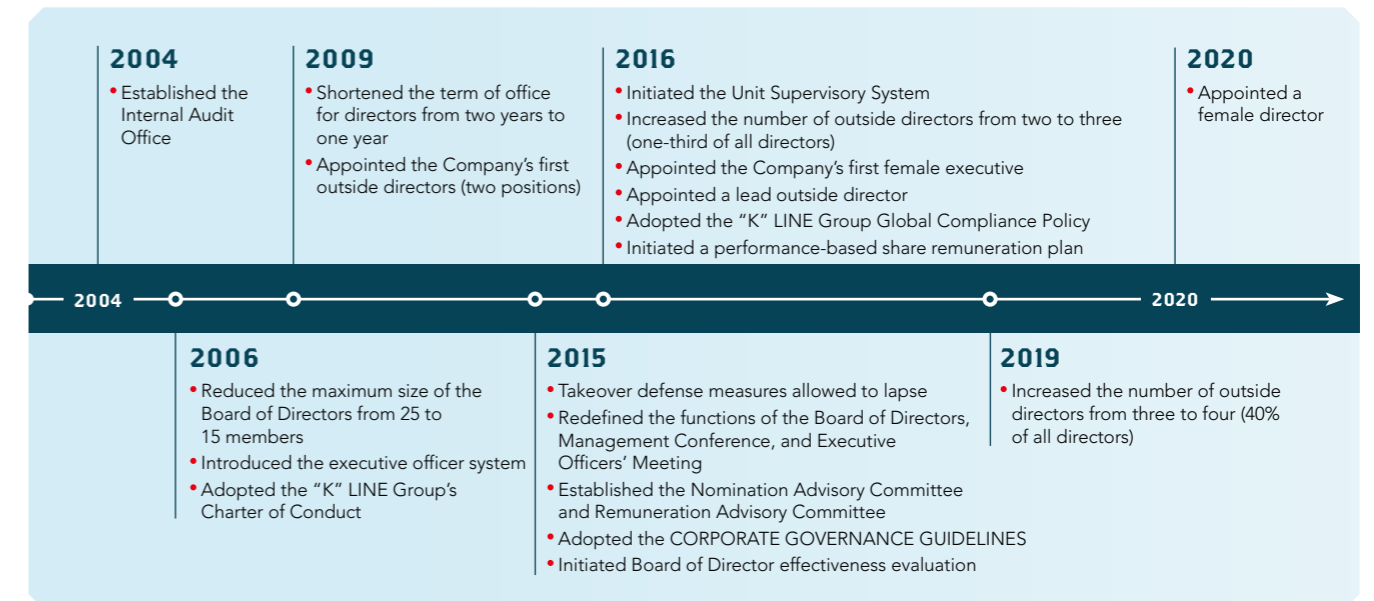 2004
• Established the
Internal Audit
Office
2009
• Shortened the term of office
for directors from two years to
one year
• Appointed the Company’s first
outside directors (two positions)
2016
• Initiated the Unit Supervisory System
• Increased the number of outside directors from two to three
(one-third of all directors)
• Appointed the Company’s first female executive
• Appointed a lead outside director
• Adopted the “K” LINE Group Global Compliance Policy
• Initiated a performance-based share remuneration plan
2020
• Appointed a
female director
2004
2020
2006
• Reduced the maximum size of the
Board of Directors from 25 to
15 members
• Introduced the executive officer system
• Adopted the “K” LINE Group’s
Charter of Conduct
2015
• Takeover defense measures allowed to lapse
• Redefined the functions of the Board of Directors,
Management Conference, and Executive
Officers’ Meeting
• Established the Nomination Advisory Committee
and Remuneration Advisory Committee
• Adopted the CORPORATE GOVERNANCE GUIDELINES
• Initiated Board of Director effectiveness evaluation
2019
• Increased the number of outside
directors from three to four (40%
of all directors)